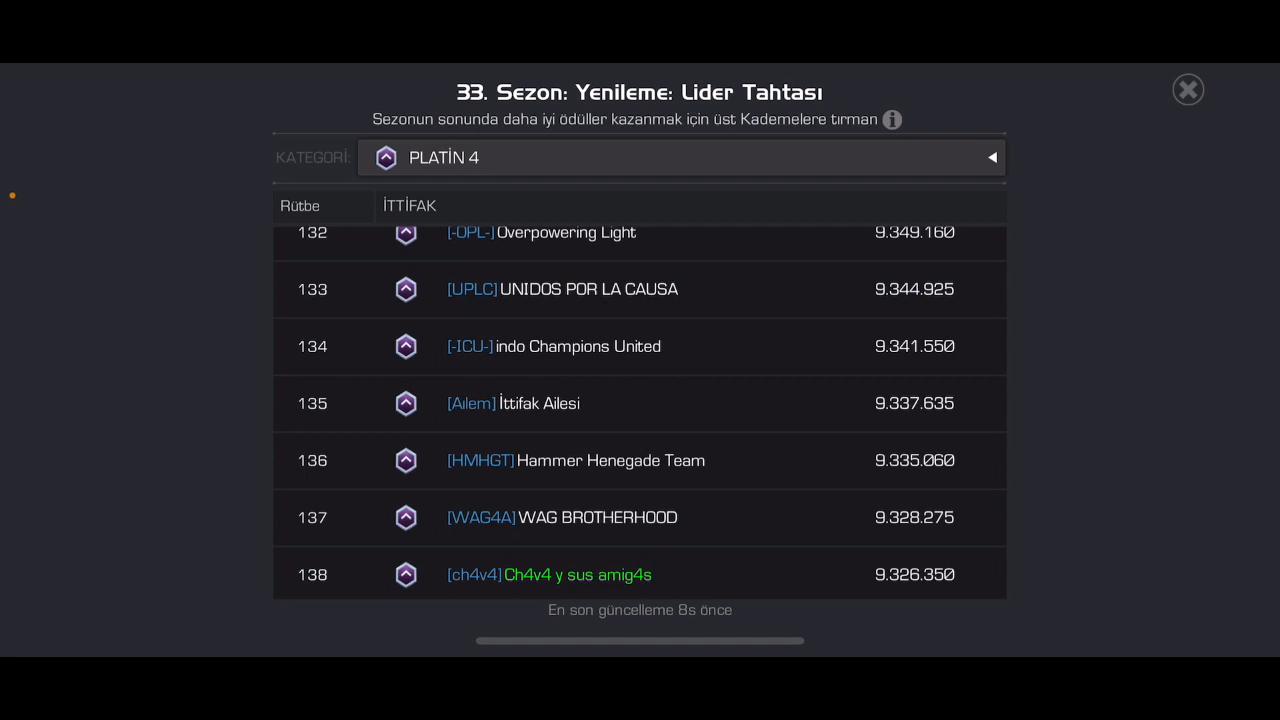 33. Sezon: Yenileme: Lider Tahtası
Sezonun sonunda daha iyi ödüller kazanmak için üst Kademelere tırman
KATEGORİ: PLATİN 4
Rütbe İTTİFAK
132 [-OPL-] Overpowering Light 9.349.160
133 [UPLC] UNIDOS POR LA CAUSA 9.344.925
134 [-ICU-] indo Champions United 9.341.550
135 [Aılem] İttifak Ailesi 9.337.635
136 [HMHGT] Hammer Henegade Team 9.335.060
137 [WAG4A] WAG BROTHERHOOD 9.328.275
138 [ch4v4] Ch4v4 y sus amig4s 9.326.350
En son güncelleme 8s önce